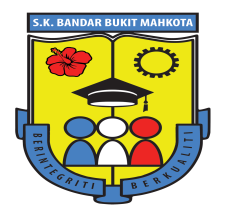 S.K. BANDAR BUKIT MAHKOTA
BERINTEGRITI BERKUALITI